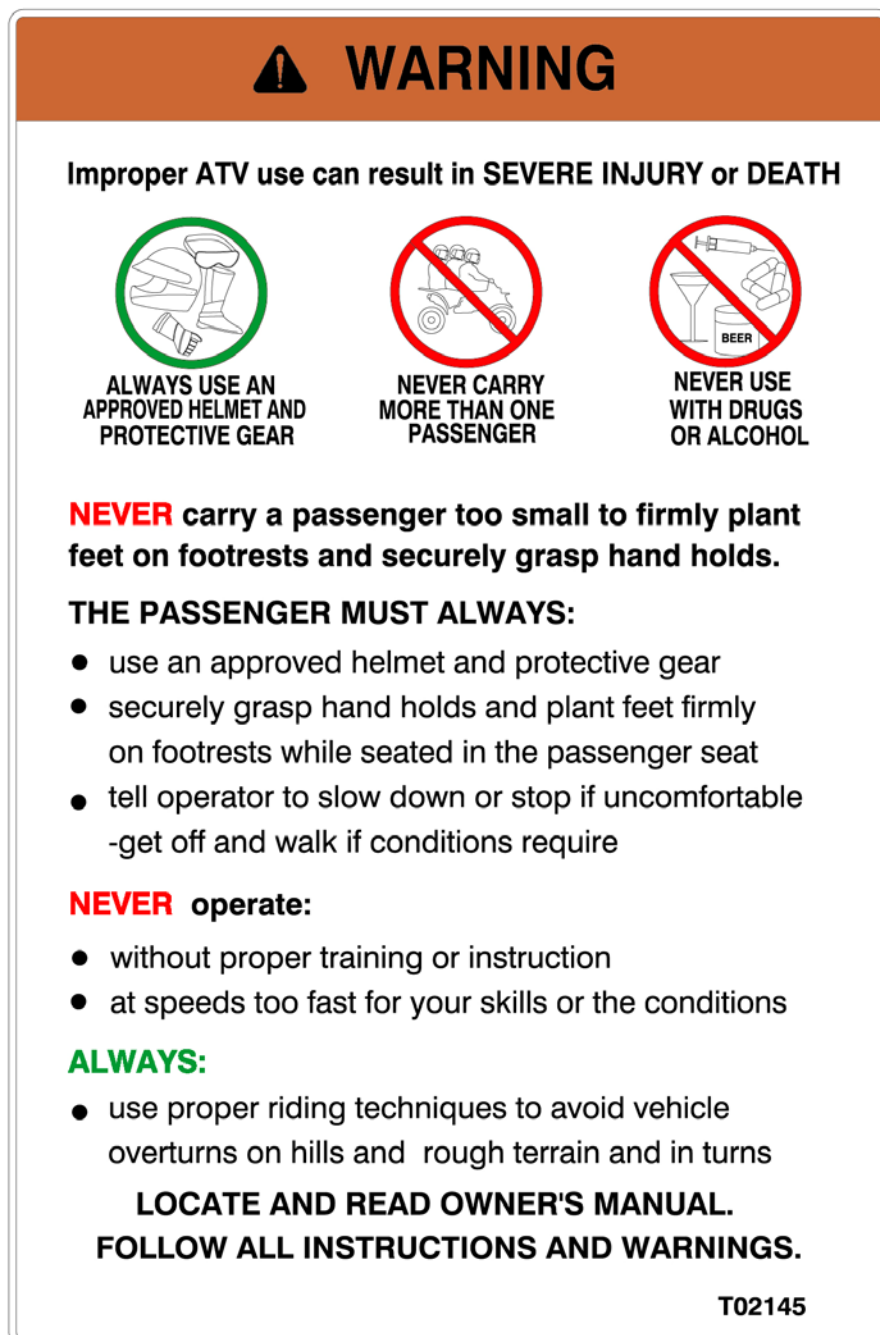 WARNING
Improper ATV use can result in SEVERE INJURY or DEATH
BEER
ALWAYS USE AN
APPROVED HELMET AND
PROTECTIVE GEAR
NEVER CARRY
MORE THAN ONE
PASSENGER
NEVER USE
WITH DRUGS
OR ALCOHOL
NEVER carry a passenger too small to firmly plant
feet on footrests and securely grasp hand holds.
THE PASSENGER MUST ALWAYS:
● use an approved helmet and protective gear
● securely grasp hand holds and plant feet firmly
on footrests while seated in the passenger seat
● tell operator to slow down or stop if uncomfortable
-get off and walk if conditions require
NEVER operate:
● without proper training or instruction
● at speeds too fast for your skills or the conditions
ALWAYS:
● use proper riding techniques to avoid vehicle
overturns on hills and rough terrain and in turns
LOCATE AND READ OWNER'S MANUAL.
FOLLOW ALL INSTRUCTIONS AND WARNINGS.
T02145